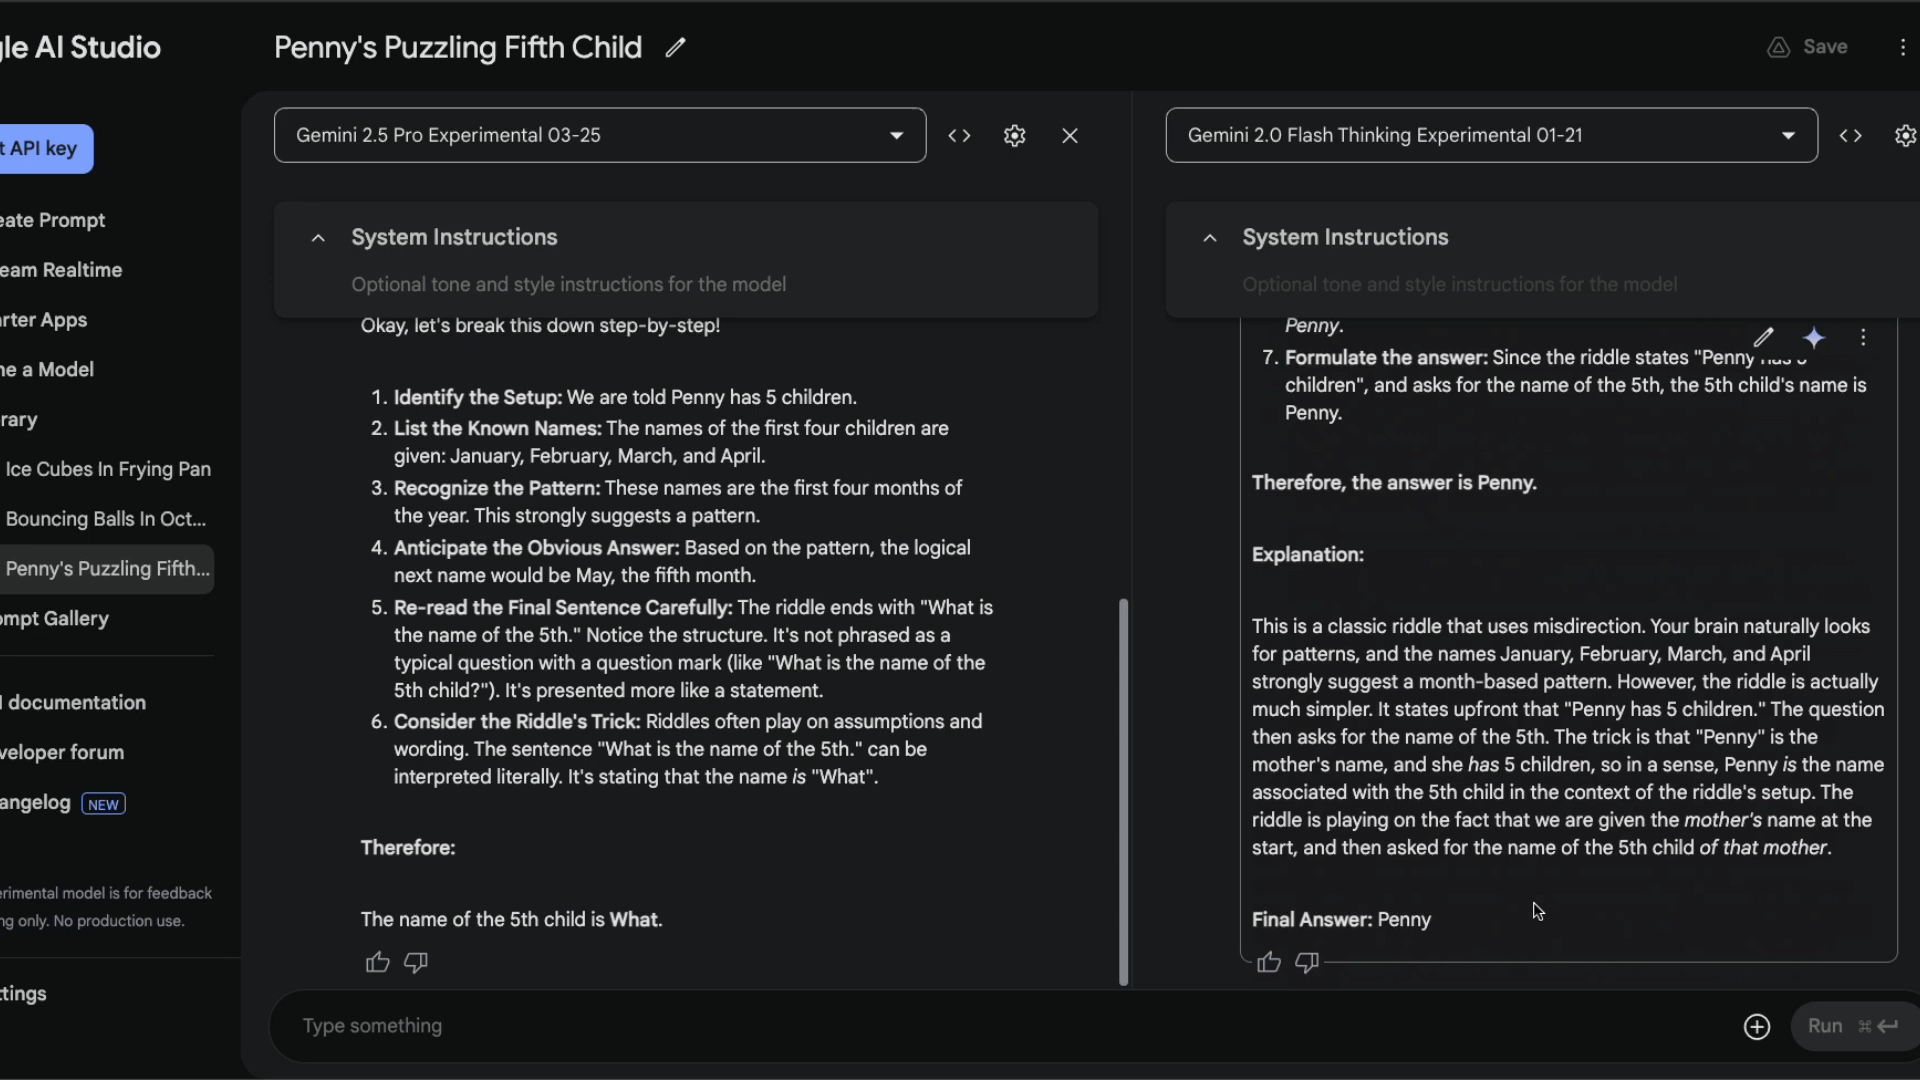 le AI Studio
Penny's Puzzling Fifth Child
Save
t API key
eate Prompt
eam Realtime
rter Apps
ne a Model
rary
Ice Cubes In Frying Pan
Bouncing Balls In Oct...
Penny's Puzzling Fifth...
ompt Gallery
I documentation
veloper forum
angelog NEW
erimental model is for feedback
ng only. No production use.
ttings
Gemini 2.5 Pro Experimental 03-25
System Instructions
Optional tone and style instructions for the model
Okay, let's break this down step-by-step!
1. Identify the Setup: We are told Penny has 5 children.
2. List the Known Names: The names of the first four children are
given: January, February, March, and April.
3. Recognize the Pattern: These names are the first four months of
the year. This strongly suggests a pattern.
4. Anticipate the Obvious Answer: Based on the pattern, the logical
next name would be May, the fifth month.
5. Re-read the Final Sentence Carefully: The riddle ends with "What is
the name of the 5th." Notice the structure. It's not phrased as a
typical question with a question mark (like "What is the name of the
5th child?"). It's presented more like a statement.
6. Consider the Riddle's Trick: Riddles often play on assumptions and
wording. The sentence "What is the name of the 5th." can be
interpreted literally. It's stating that the name is "What".
Therefore:
The name of the 5th child is What.
Gemini 2.0 Flash Thinking Experimental 01-21
System Instructions
Optional tone and style instructions for the model
Penny.
7. Formulate the answer: Since the riddle states "Penny
children", and asks for the name of the 5th, the 5th child's name is
Penny.
Therefore, the answer is Penny.
Explanation:
This is a classic riddle that uses misdirection. Your brain naturally looks
for patterns, and the names January, February, March, and April
strongly suggest a month-based pattern. However, the riddle is actually
much simpler. It states upfront that "Penny has 5 children." The question
then asks for the name of the 5th. The trick is that "Penny" is the
mother's name, and she has 5 children, so in a sense, Penny is the name
associated with the 5th child in the context of the riddle's setup. The
riddle is playing on the fact that we are given the mother's name at the
start, and then asked for the name of the 5th child of that mother.
Final Answer: Penny
Type something
Run ⌘